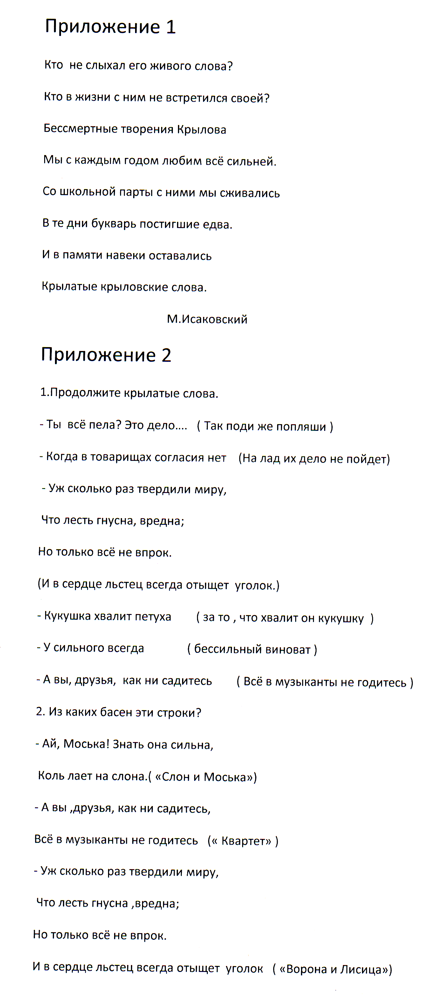 Приложение 1
Кто  не слыхал его живого слова?
Кто в жизни с ним не встретился своей?
Бессмертные творения Крылова
Мы с каждым годом любим всё сильней.
Со школьной парты с ними мы сживались
В те дни букварь постигшие едва.
И в памяти навеки оставались
Крылатые крыловские слова.
М.Исаковский
Приложение 2
1.Продолжите крылатые слова.
- Ты  всё пела? Это дело....   ( Так поди же попляши )
- Когда в товарищах согласия нет    (На лад их дело не пойдет)
- Уж сколько раз твердили миру,
Что лесть гнусна, вредна;
Но только всё не впрок.
(И в сердце льстец всегда отыщет  уголок.)
- Кукушка хвалит петуха        ( за то , что хвалит он кукушку  )
- У сильного всегда              ( бессильный виноват )
- А вы, друзья,  как ни садитесь        ( Всё в музыканты не годитесь )
2. Из каких басен эти строки?
- Ай, Моська! Знать она сильна,
Коль лает на слона.( «Слон и Моська»)
- А вы ,друзья, как ни садитесь,
Всё в музыканты не годитесь   (« Квартет» )
- Уж сколько раз твердили миру,
Что лесть гнусна ,вредна;
Но только всё не впрок.
И в сердце льстец всегда отыщет  уголок   ( «Ворона и Лисица»)